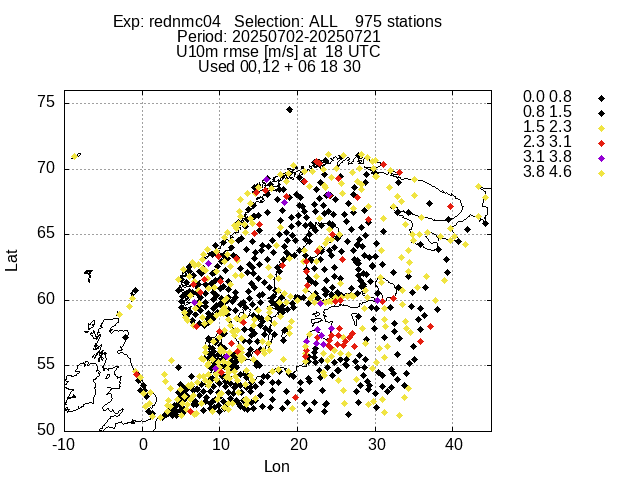 Exp: rednmc04   Selection: ALL    975 stations
Period: 20250702-20250721
U10m rmse [m/s] at  18 UTC
Used 00,12 + 06 18 30
0.0 0.8
0.8 1.5
1.5 2.3
2.3 3.1
3.1 3.8
3.8 4.6
75
70
65
60
55
50
Lat
-10 0 10 20 30 40
Lon